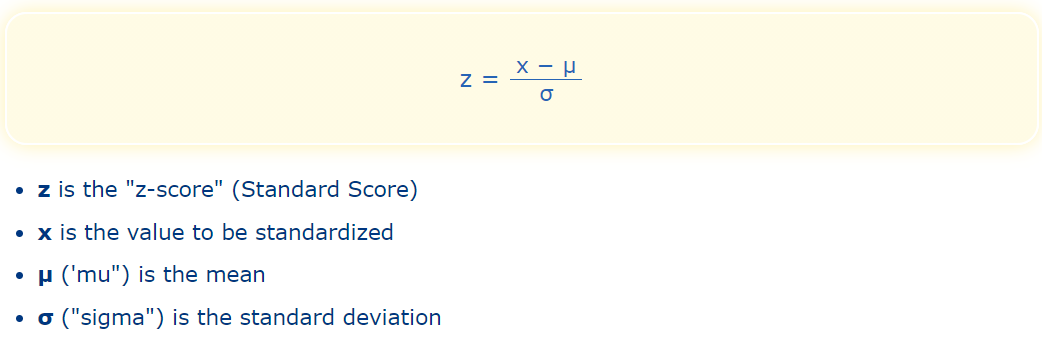 z = x − μ
σ
• z is the "z-score" (Standard Score)
• x is the value to be standardized
• μ ('mu") is the mean
• σ ("sigma") is the standard deviation